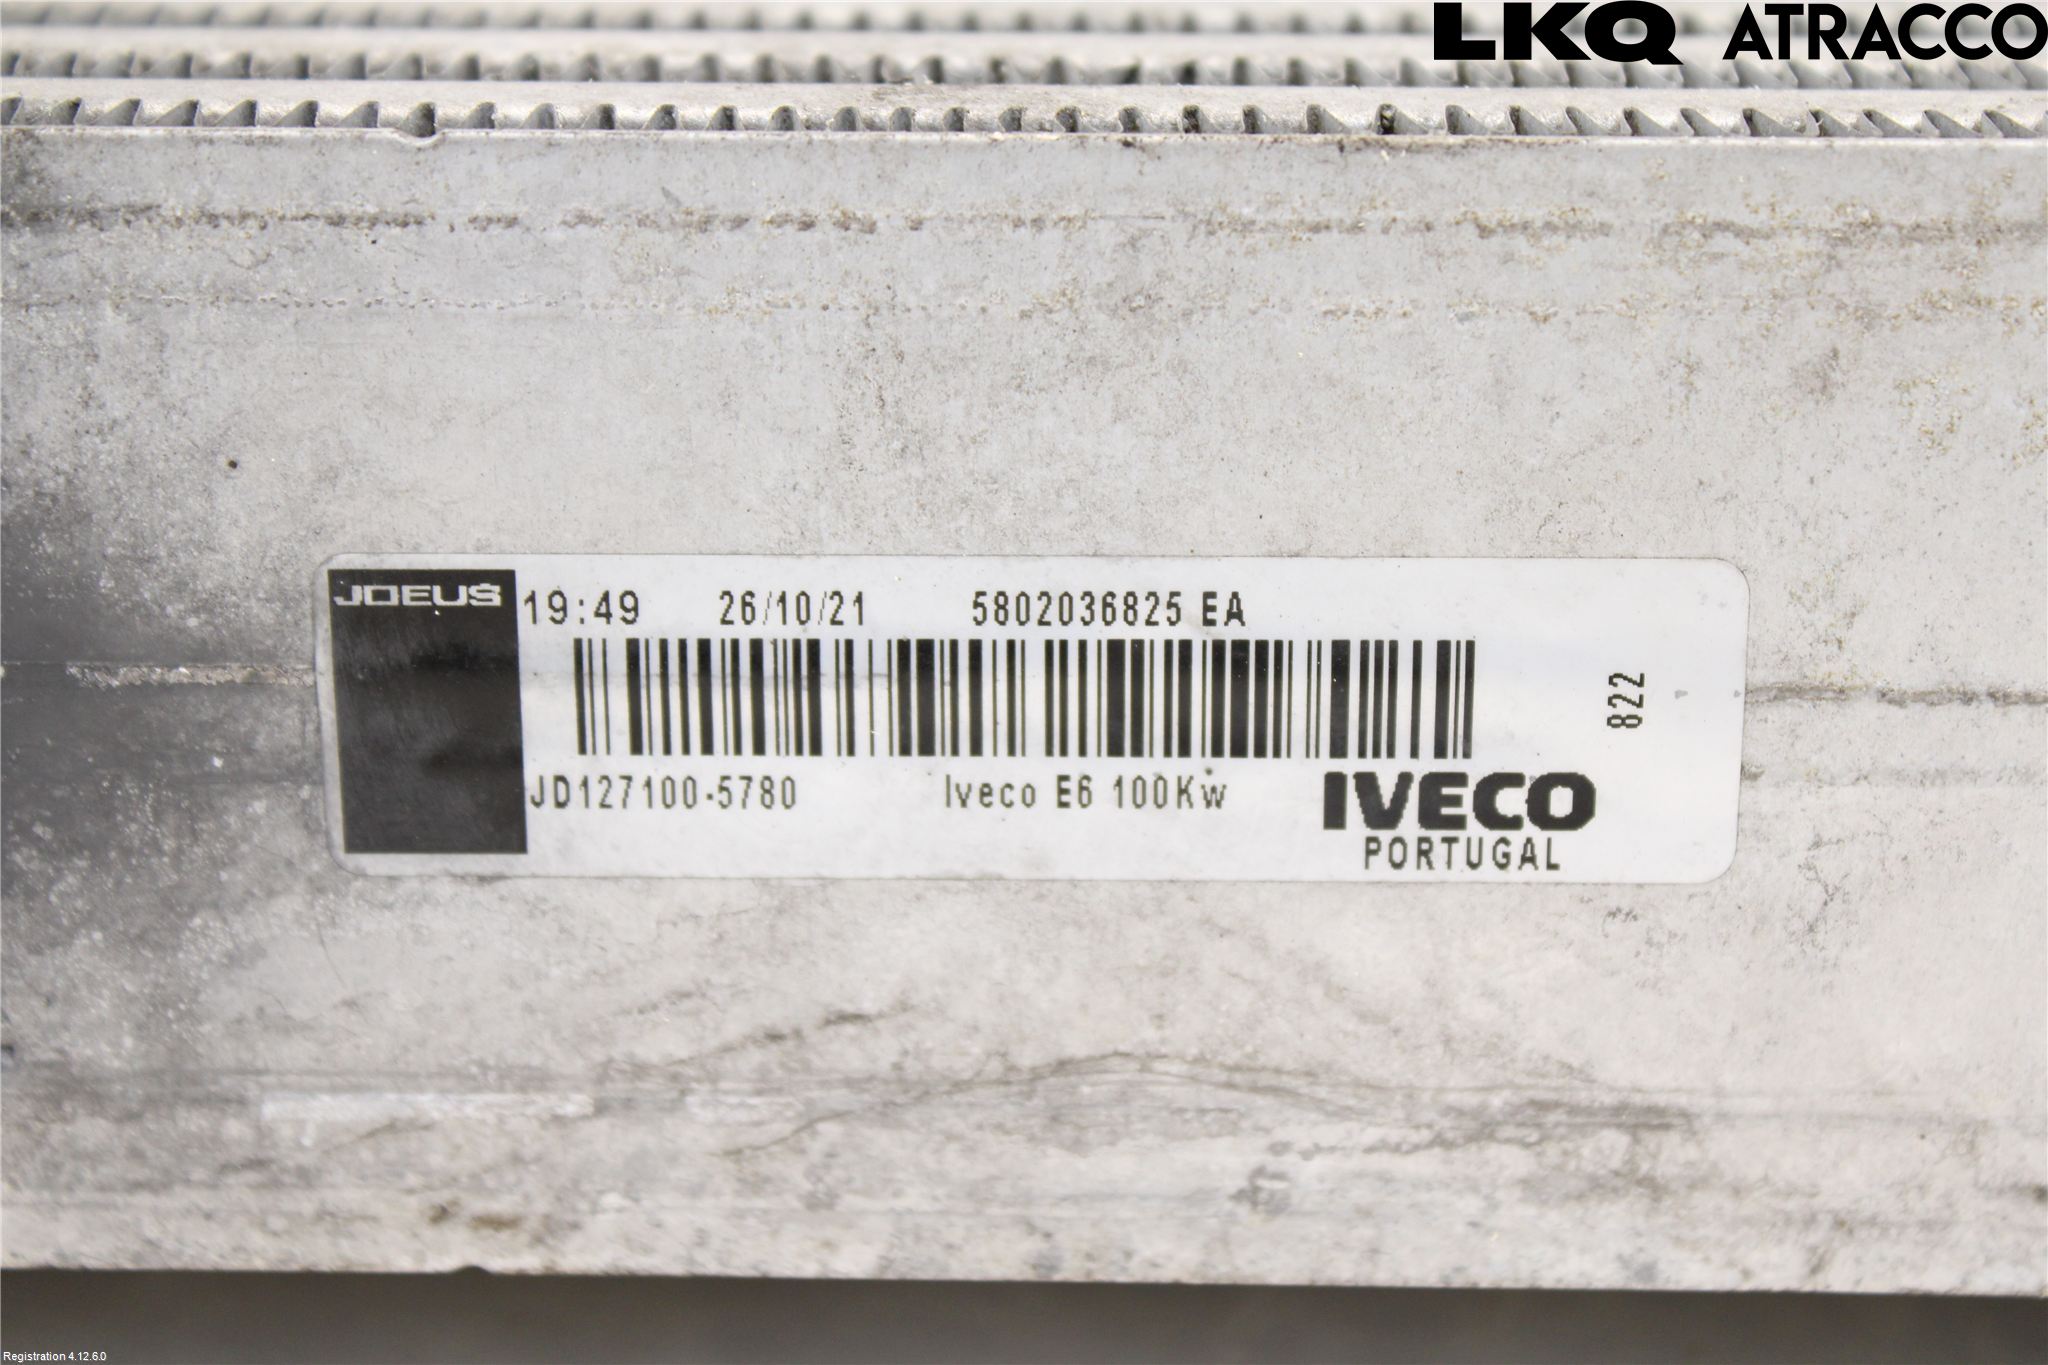 LKQ ATRACCO
JDEUS 19:49 26/10/21 5802036825 EA
822
JD127100-5780 Iveco E6 100Kw IVECO
PORTUGAL
Registration 4.12.6.0